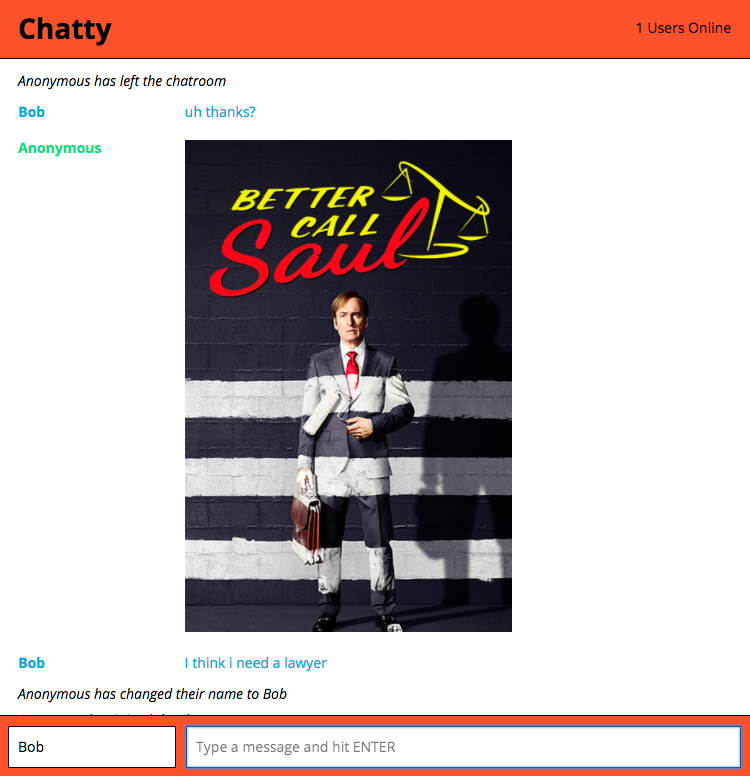 Chatty
1 Users Online
Anonymous has left the chatroom
Bob
uh thanks?
Anonymous
BETTER
CALL
Saul
Bob
I think i need a lawyer
Anonymous has changed their name to Bob
Bob
Type a message and hit ENTER